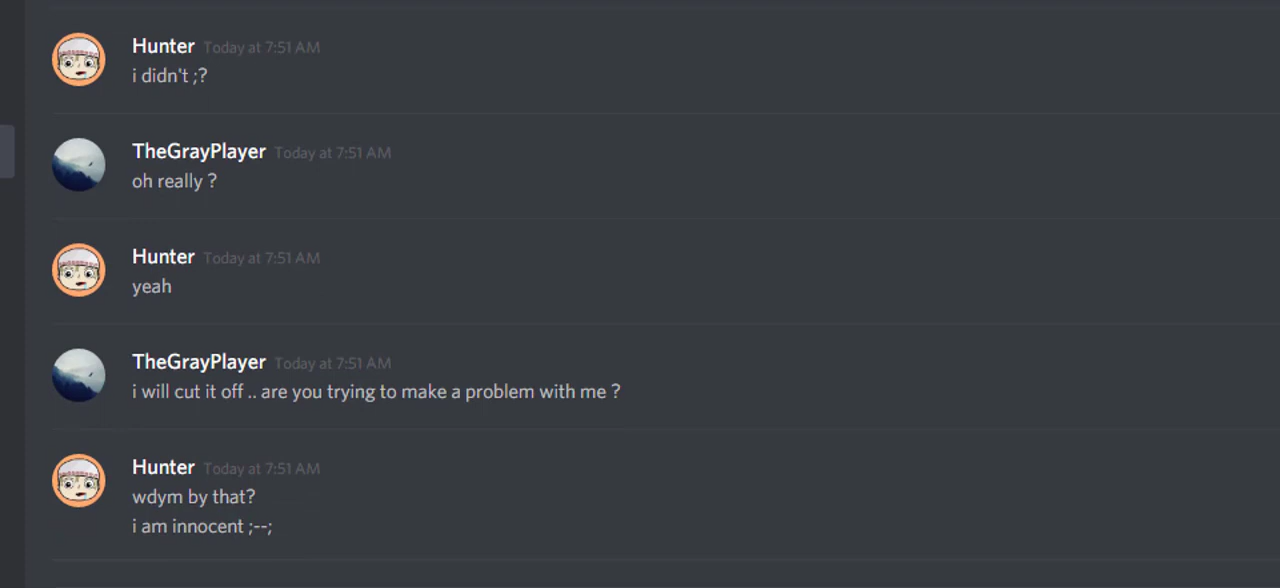 Hunter Today at 7:51 AM
i didn't ;?
TheGrayPlayer Today at 7:51 AM
oh really ?
Hunter Today at 7:51 AM
yeah
TheGrayPlayer Today at 7:51 AM
i will cut it off .. are you trying to make a problem with me ?
Hunter Today at 7:51 AM
wdym by that?
i am innocent ;--;